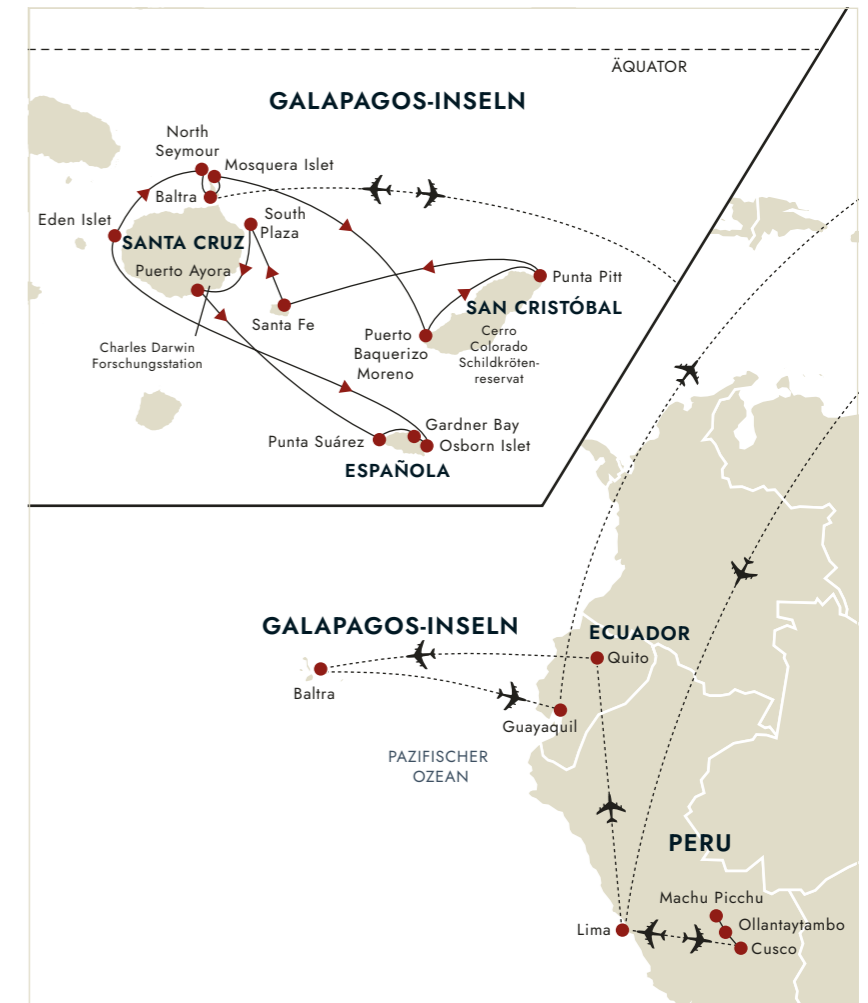 ÄQUATOR
GALAPAGOS-INSELN
North
Seymour
Mosquera Islet
Baltra
South
Plaza
Eden Islet
SANTA CRUZ
Puerto Ayora
Punta Pitt
SAN CRISTÓBAL
Santa Fe
Puerto
Baquerizo
Moreno
Cerro
Colorado
Schildkröten-
reservat
Charles Darwin
Forschungsstation
Gardner Bay
Punta Suárez
Osborn Islet
ESPAÑOLA
GALAPAGOS-INSELN
ECUADOR
Quito
Baltra
Guayaquil
PAZIFISCHER
OZEAN
PERU
Machu Picchu
Ollantaytambo
Lima
Cusco